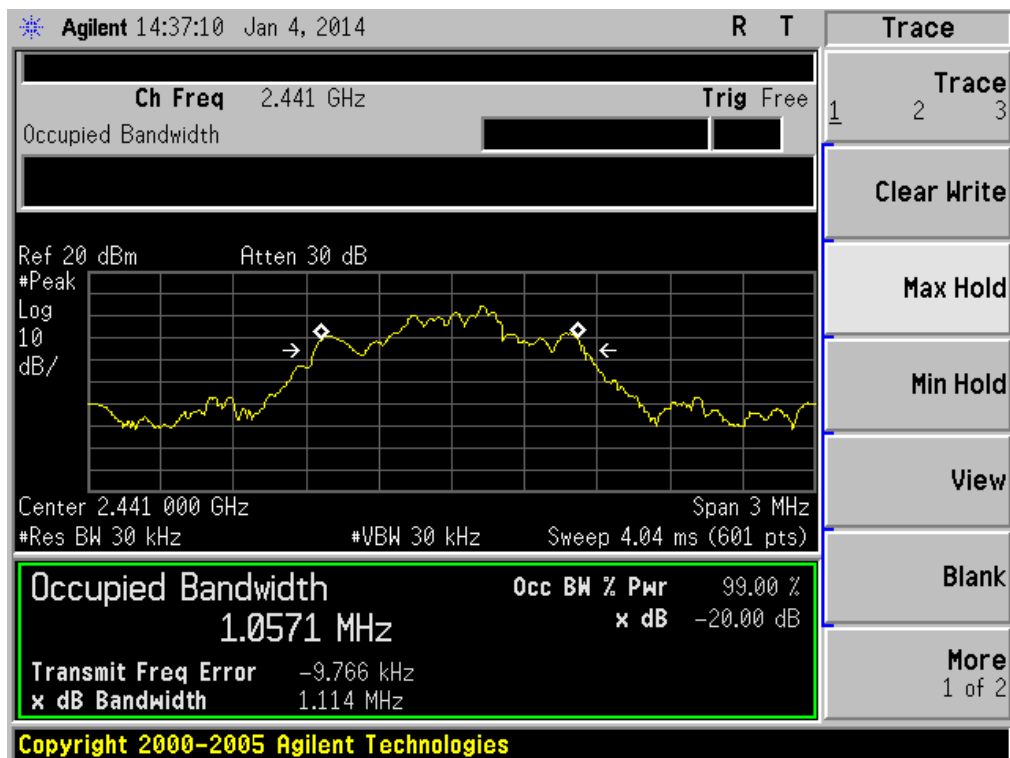 Agilent 14:37:10 Jan 4, 2014 R T
Trace
Ch Freq 2.441 GHz Trig Free
Occupied Bandwidth
Ref 20 dBm Atten 30 dB
#Peak
Log
10
dB/
Center 2.441 000 GHz Span 3 MHz
#Res BW 30 kHz #VBW 30 kHz Sweep 4.04 ms (601 pts)
Occupied Bandwidth Occ BW % Pwr 99.00 %
1.0571 MHz x dB -20.00 dB
Transmit Freq Error -9.766 kHz
x dB Bandwidth 1.114 MHz
Trace
1 2 3
Clear Write
Max Hold
Min Hold
View
Blank
More
1 of 2
Copyright 2000-2005 Agilent Technologies